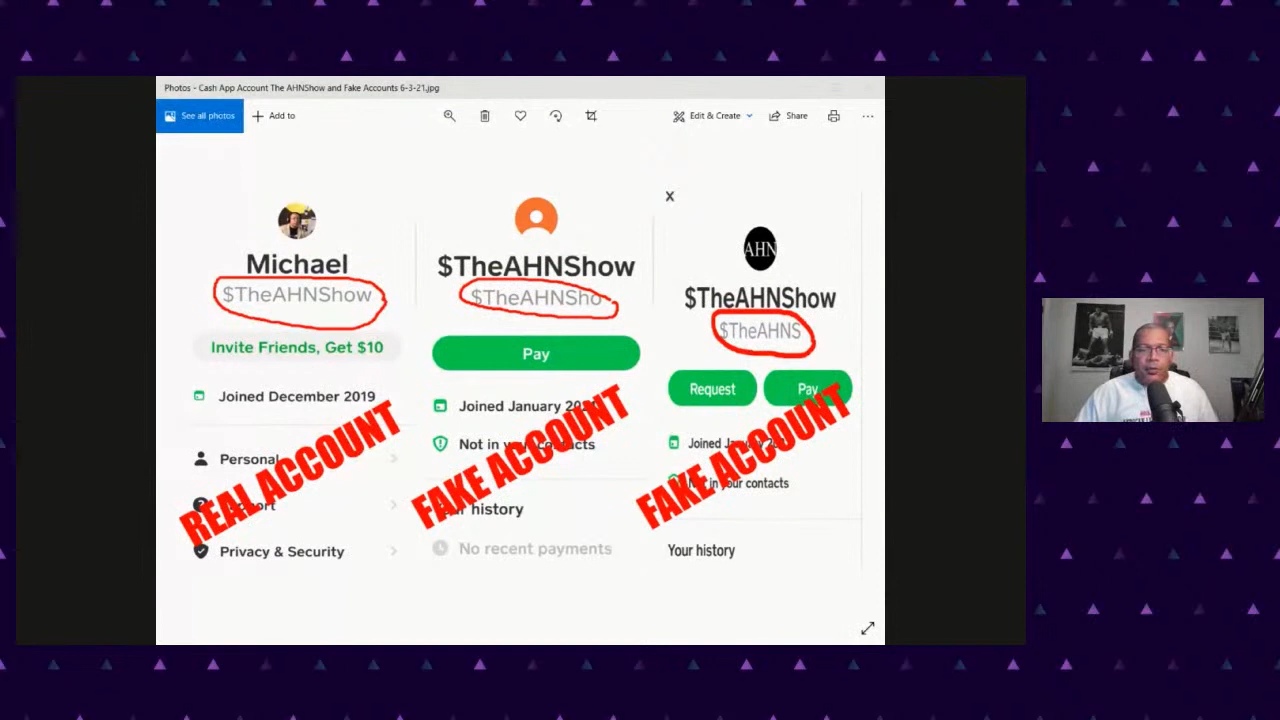 Photos - Cash App Account The AHNShow and Fake Accounts 6-3-21.jpg
See all photos
Add to
Edit & Create
Share
Michael
$TheAHNShow
Invite Friends, Get $10
Joined December 2019
Personal
Privacy & Security
REAL ACCOUNT
$TheAHNShow
$TheAHNSho
Pay
Joined January
Not in your contacts
history
No recent payments
FAKE ACCOUNT
X
AHN
$TheAHNShow
$TheAHNS
Request
Pay
Joined
in your contacts
Your history
FAKE ACCOUNT